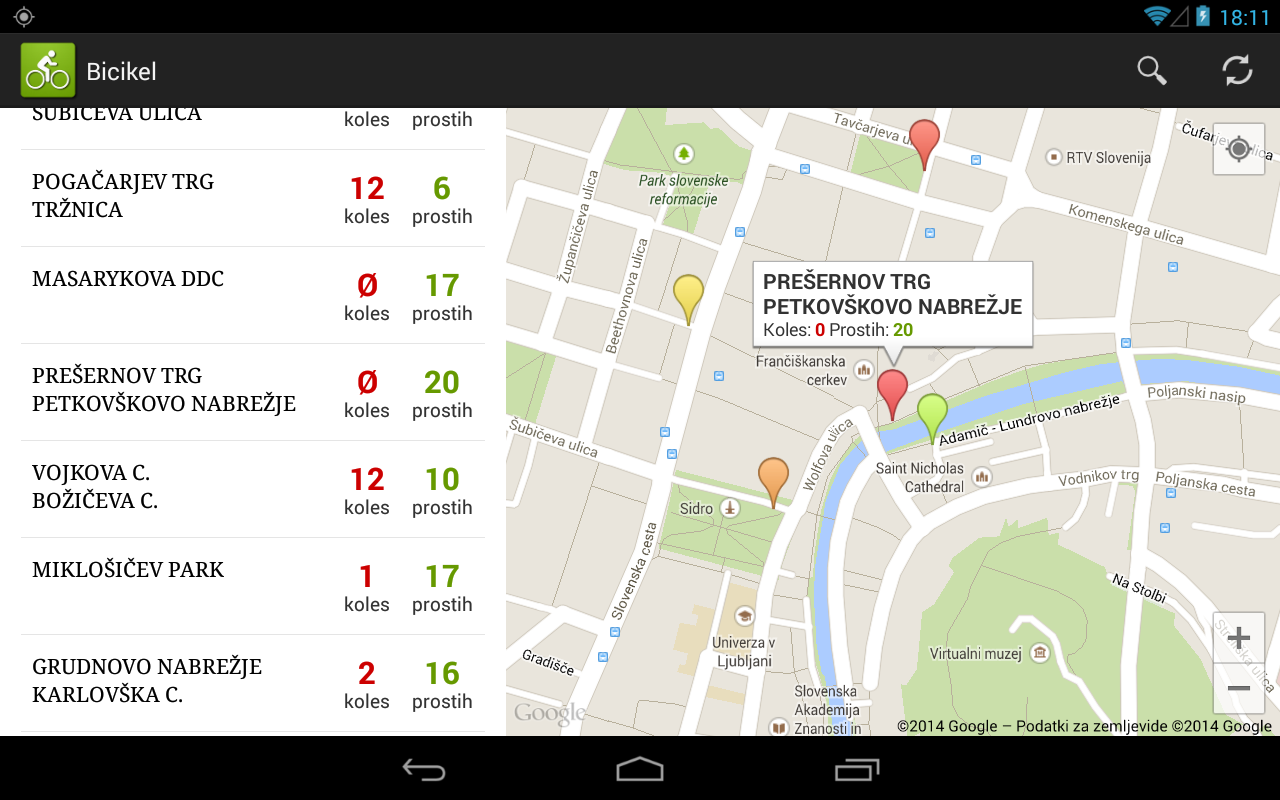 18:11
Bicikel
ŠUBIČEVA ULICA
koles prostih
POGAČARJEV TRG
TRŽNICA
12 6
koles prostih
MASARYKOVA DDC
Ø 17
koles prostih
PREŠERNOV TRG
PETKOVŠKOVO NABREŽJE
Ø 20
koles prostih
VOJKOVA C.
BOŽIČEVA C.
12 10
koles prostih
MIKLOŠIČEV PARK
1 17
koles prostih
GRUDNOVO NABREŽJE
KARLOVŠKA C.
2 16
koles prostih
Tavčarjeva ul
Čufarjeva ulica
RTV Slovenija
Park slovenske
reformacije
Župančičeva ulica
Komenskega ulica
Beethovnova ulica
PREŠERNOV TRG
PETKOVŠKOVO NABREŽJE
Koles: 0 Prostih: 20
Frančiškanska
cerkev
Poljanski nasip
Adamič - Lundrovo nabrežje
Šubičeva ulica
Wolfova ulica
Saint Nicholas
Cathedral
Vodnikov trg
Poljanska cesta
Sidro
Slovenska cesta
Na Stolbi
Univerza v
Ljubljani
Gradišče
Virtualni muzej
Streliška ulica
+
−
Slovenska
Akademija
Znanosti in
Google
©2014 Google – Podatki za zemljevide ©2014 Google